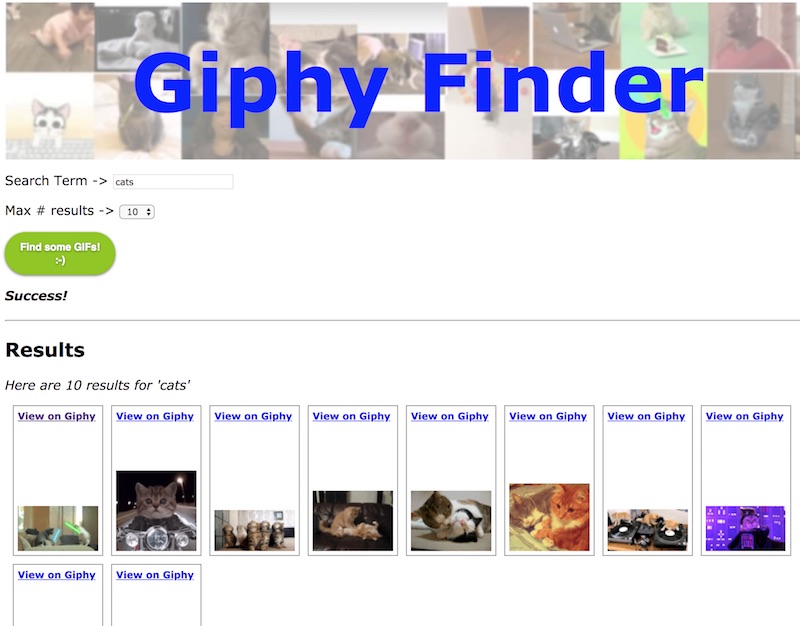 Giphy Finder
Search Term -> cats
Max # results -> 10
Find some GIFs!
:-)
Success!
Results
Here are 10 results for 'cats'
View on Giphy View on Giphy View on Giphy View on Giphy View on Giphy View on Giphy View on Giphy View on Giphy
View on Giphy View on Giphy